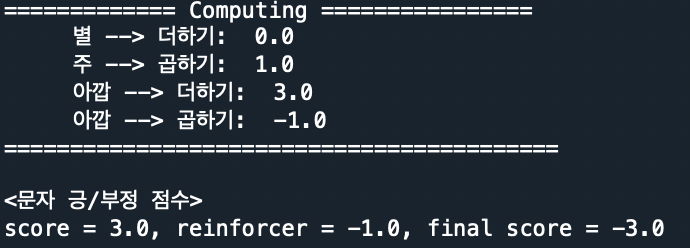 ============= Computing ================
별 --> 더하기:  0.0
주 --> 곱하기:  1.0
아깝 --> 더하기:  3.0
아깝 --> 곱하기:  -1.0
==========================================
<문자 긍/부정 점수>
score = 3.0, reinforcer = -1.0, final score = -3.0